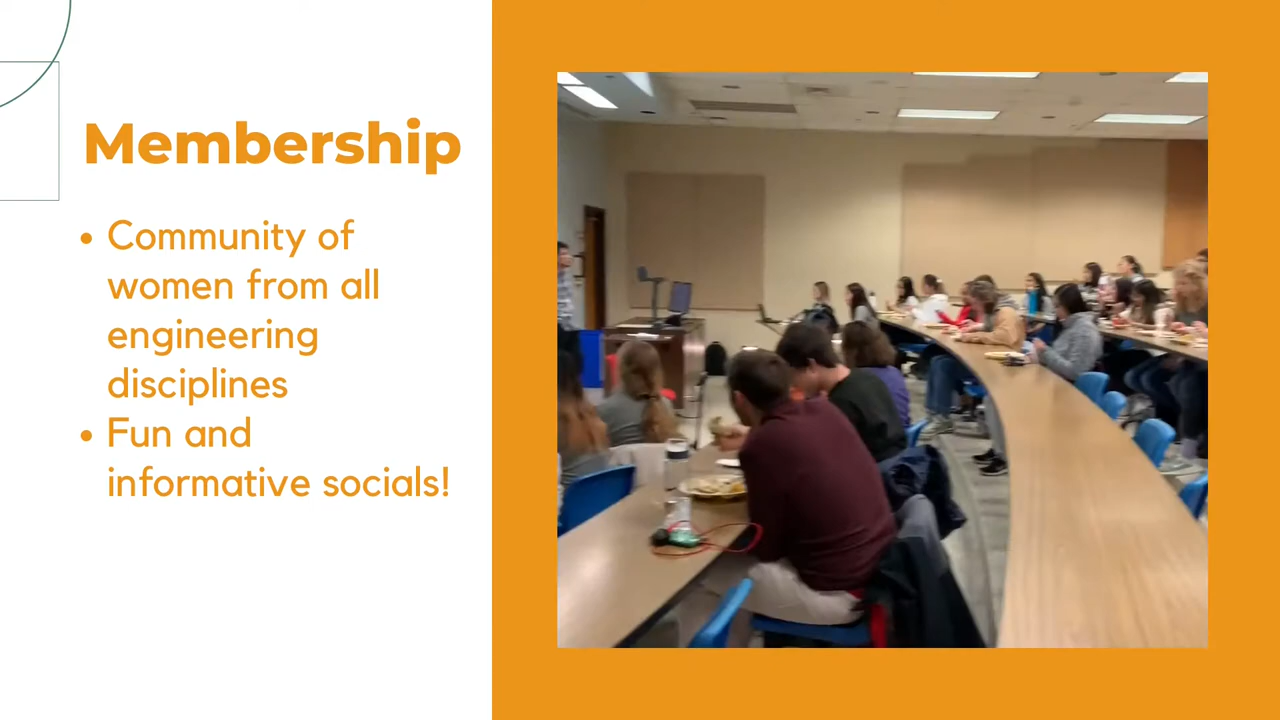 Membership
• Community of
women from all
engineering
disciplines
• Fun and
informative socials!